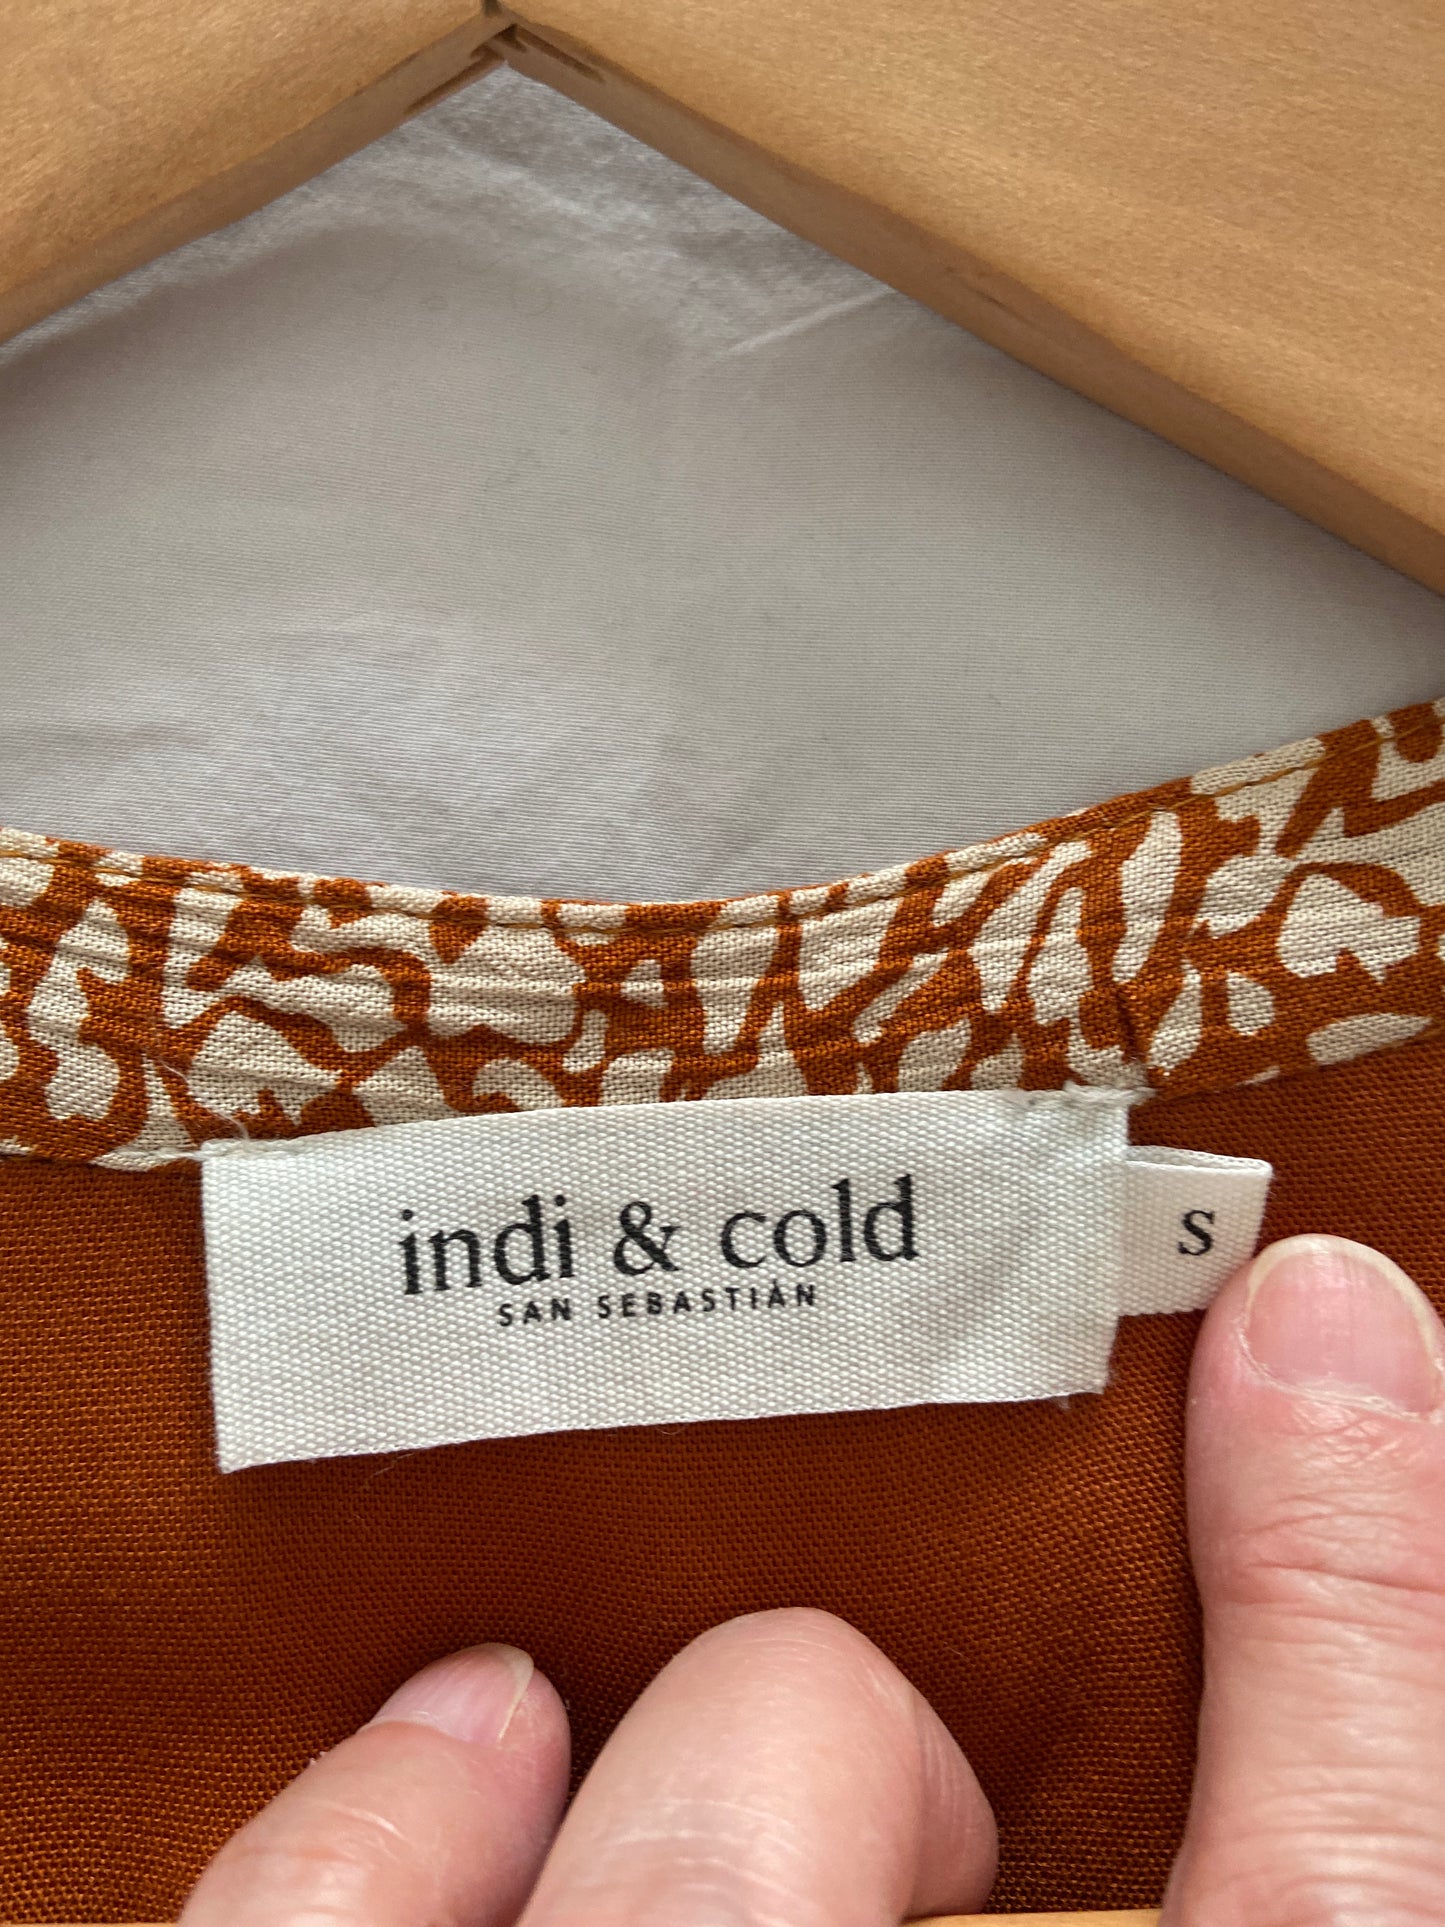 indi & cold
SAN SEBASTIÁN
S